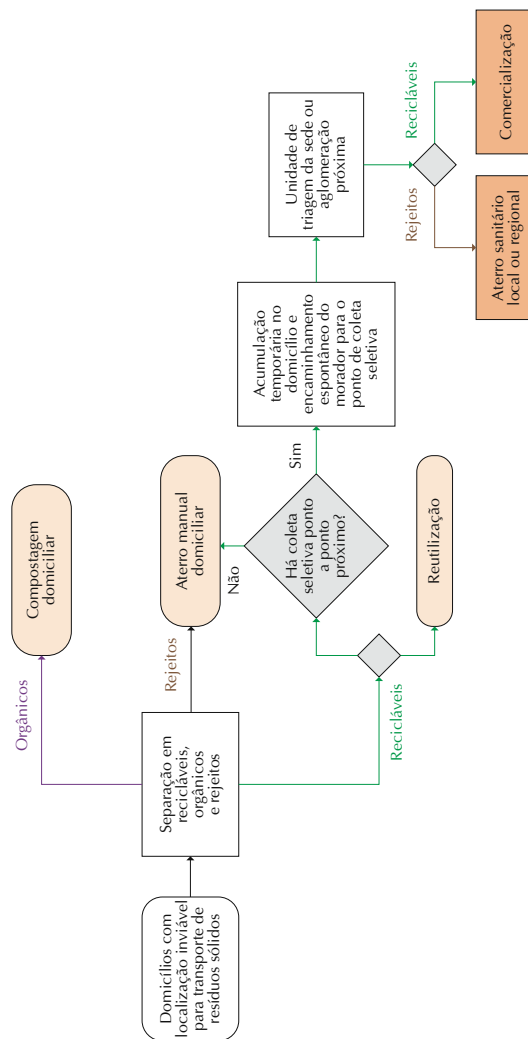 Domicílios com
localização inviável
para transporte de
resíduos sólidos
Separação em
recicláveis,
orgânicos
e rejeitos
Orgânicos
Compostagem
domiciliar
Rejeitos
Aterro manual
domiciliar
Recicláveis
Não
Há coleta
seletiva ponto
a ponto
próximo?
Reutilização
Sim
Acumulação
temporária no
domicílio e
encaminhamento
espontâneo do
morador para o
ponto de coleta
seletiva
Unidade de
triagem da sede ou
aglomeração
próxima
Rejeitos
Recicláveis
Aterro sanitário
local ou regional
Comercialização